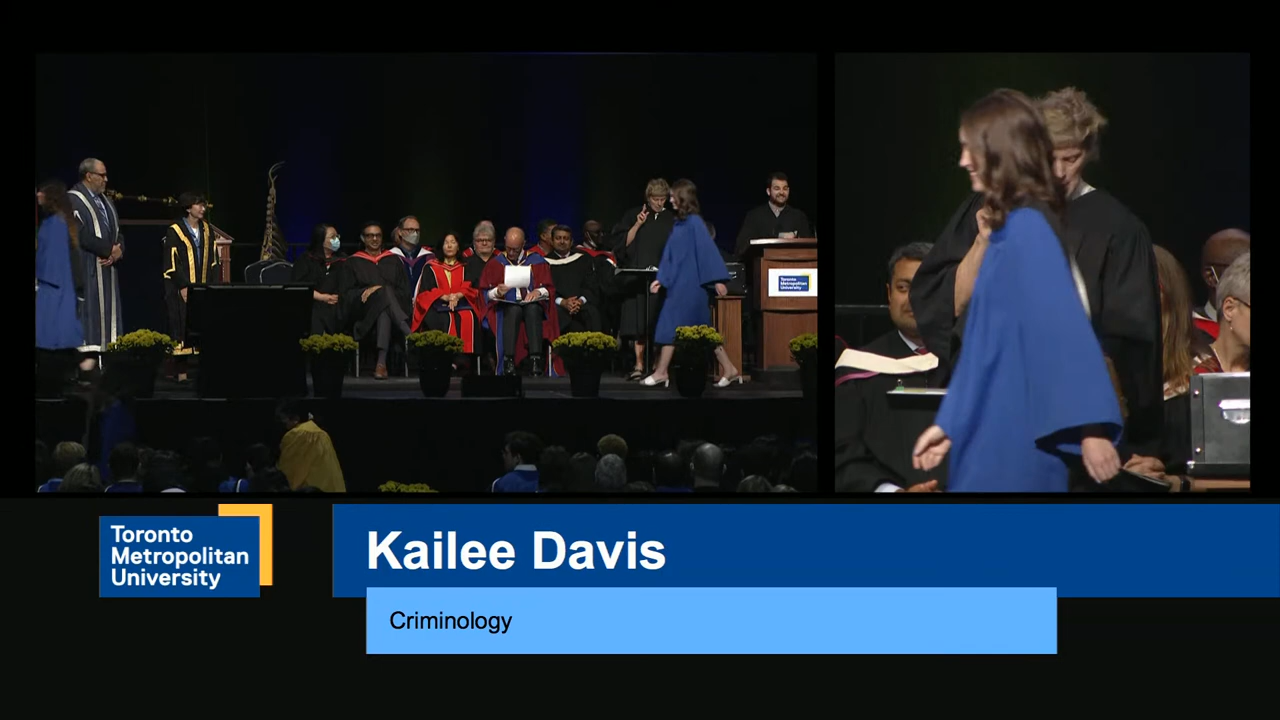 Toronto
Metropolitan
University
Kailee Davis
Criminology